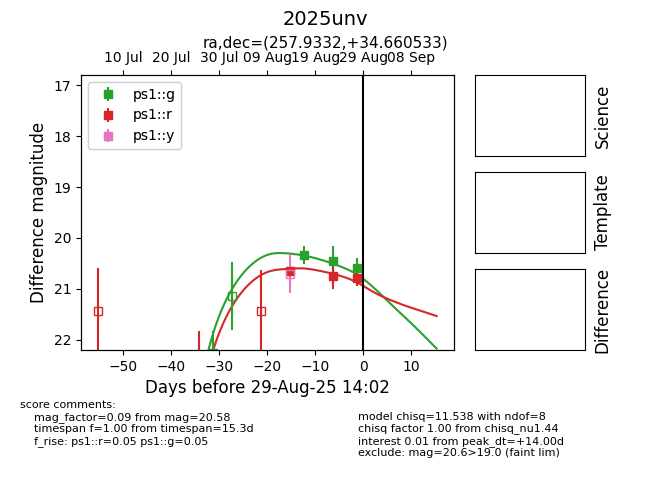 2025unv
ra,dec=(257.9332,+34.660533)
10 Jul 20 Jul 30 Jul 09 Aug 19 Aug 29 Aug 08 Sep
ps1::g
ps1::r
ps1::y
17
18
19
20
21
22
Difference magnitude
−50 −40 −30 −20 −10 0 10
Days before 29-Aug-25 14:02
Science
Template
Difference
score comments:
mag_factor=0.09 from mag=20.58
timespan f=1.00 from timespan=15.3d
f_rise: ps1::r=0.05 ps1::g=0.05
model chisq=11.538 with ndof=8
chisq factor 1.00 from chisq_nu1.44
interest 0.01 from peak_dt=+14.00d
exclude: mag=20.6>19.0 (faint lim)